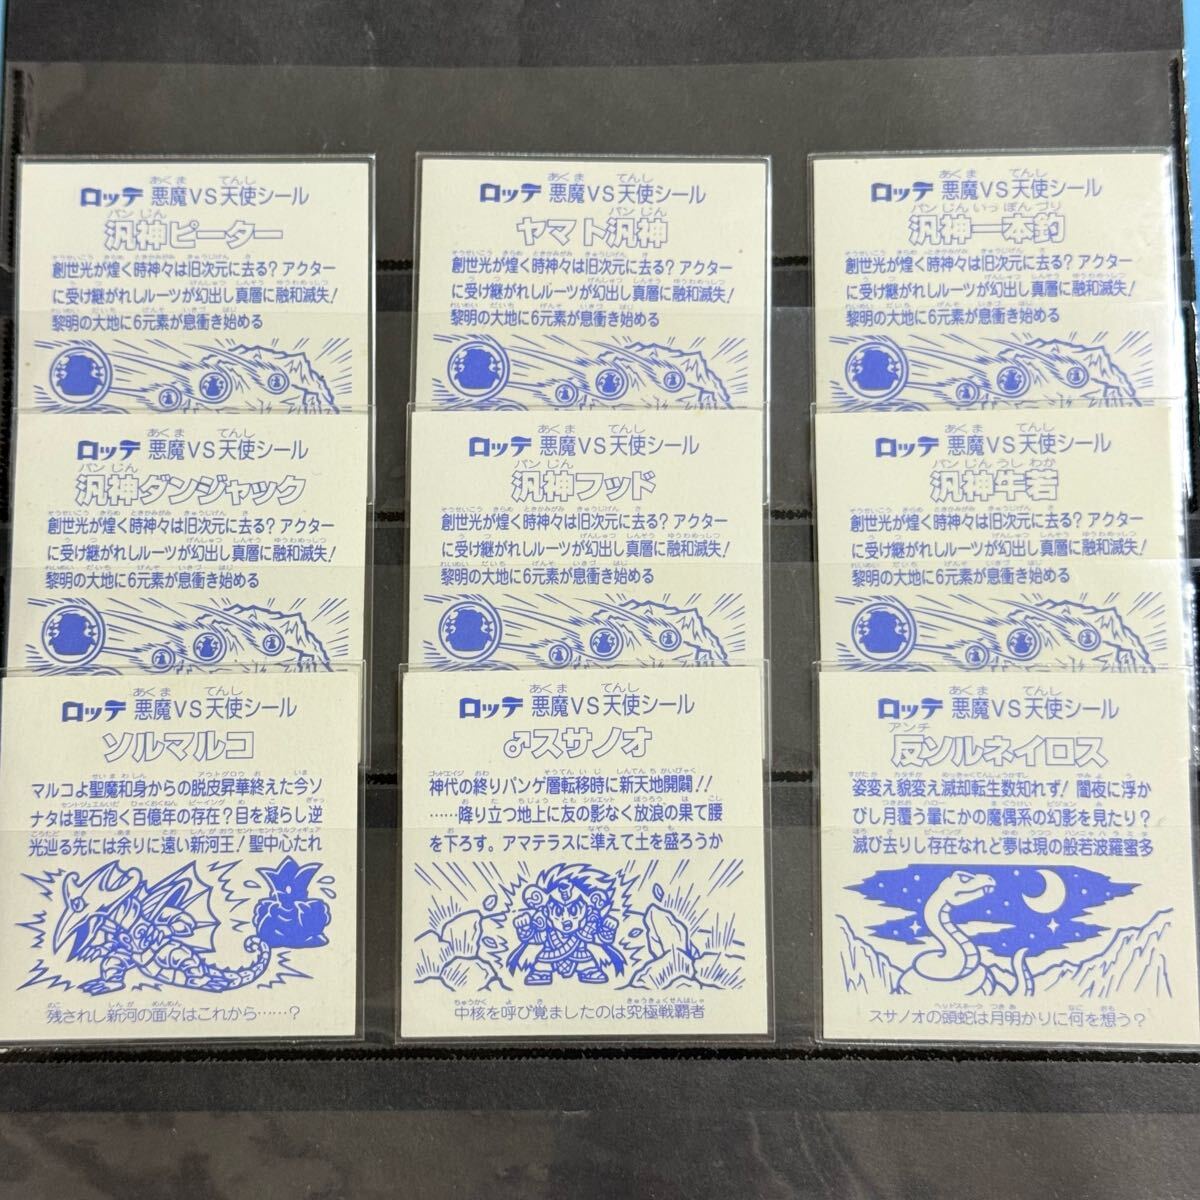 ロッテ 悪魔VS天使シール
汎神ピーター
創世光が煌く時神々は旧次元に去る？アクター
に受け継がれしルーツが幻出し真層に融和滅失！
黎明の大地に6元素が息衝き始める
ロッテ 悪魔VS天使シール
ヤマト汎神
創世光が煌く時神々は旧次元に去る？アクター
に受け継がれしルーツが幻出し真層に融和滅失！
黎明の大地に6元素が息衝き始める
ロッテ 悪魔VS天使シール
汎神一本釣
創世光が煌く時神々は旧次元に去る？アクター
に受け継がれしルーツが幻出し真層に融和滅失！
黎明の大地に6元素が息衝き始める
ロッテ 悪魔VS天使シール
汎神ダンジャック
創世光が煌く時神々は旧次元に去る？アクター
に受け継がれしルーツが幻出し真層に融和滅失！
黎明の大地に6元素が息衝き始める
ロッテ 悪魔VS天使シール
汎神フッド
創世光が煌く時神々は旧次元に去る？アクター
に受け継がれしルーツが幻出し真層に融和滅失！
黎明の大地に6元素が息衝き始める
ロッテ 悪魔VS天使シール
汎神牛若
創世光が煌く時神々は旧次元に去る？アクター
に受け継がれしルーツが幻出し真層に融和滅失！
黎明の大地に6元素が息衝き始める
ロッテ 悪魔VS天使シール
ソルマルコ
マルコよ聖魔和身からの脱皮昇華終えた今ソ
ナタは聖石抱く百億年の存在？目を凝らし逆
光辿る先には余りに遠い新河王！聖中心たれ
残されし新河の面々はこれから……？
ロッテ 悪魔VS天使シール
♂スサノオ
神代の終りパンゲ層転移時に新天地開闢！！
……降り立つ地上に友の影なく放浪の果て腰
を下ろす。アマテラスに准えて土を盛ろうか
中核を呼び覚ましたのは究極戦覇者
ロッテ 悪魔VS天使シール
反ソルネイロス
姿変え貌変え滅却転生数知れず！闇夜に浮か
びし月覆う暈にかの魔偶系の幻影を見たり？
滅び去りし存在なれど夢は現の般若波羅蜜多
スサノオの頭蛇は月明かりに何を想う？